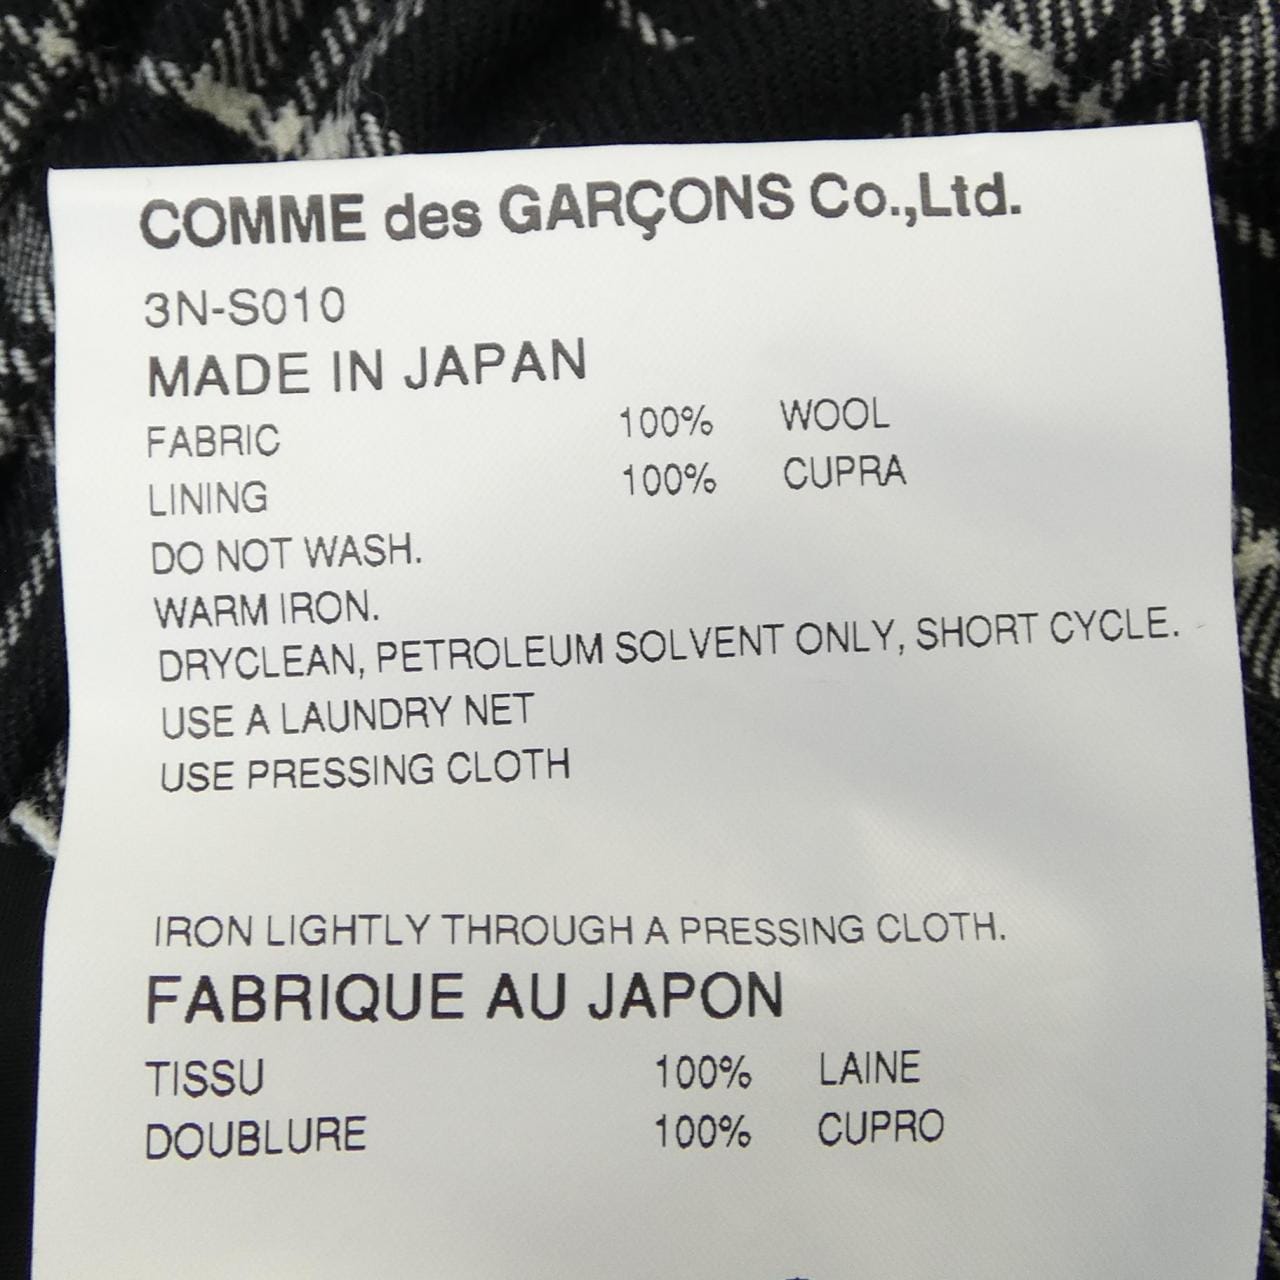 COMME des GARÇONS Co.,Ltd.
3N-S010
MADE IN JAPAN
FABRIC 100% WOOL
LINING 100% CUPRA
DO NOT WASH.
WARM IRON.
DRYCLEAN, PETROLEUM SOLVENT ONLY, SHORT CYCLE.
USE A LAUNDRY NET
USE PRESSING CLOTH
IRON LIGHTLY THROUGH A PRESSING CLOTH.
FABRIQUE AU JAPON
TISSU 100% LAINE
DOUBLURE 100% CUPRO